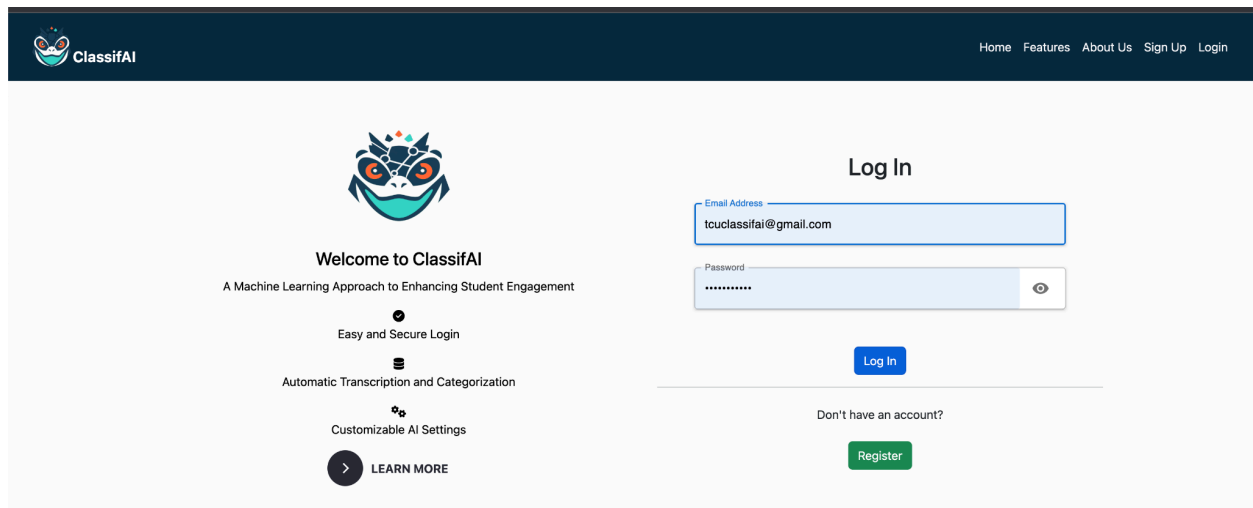 ClassifAI
Home Features About Us Sign Up Login
Welcome to ClassifAI
A Machine Learning Approach to Enhancing Student Engagement
Easy and Secure Login
Automatic Transcription and Categorization
Customizable AI Settings
LEARN MORE
Log In
Email Address
tcuclassifai@gmail.com
Password
•••••••••••
Log In
Don't have an account?
Register